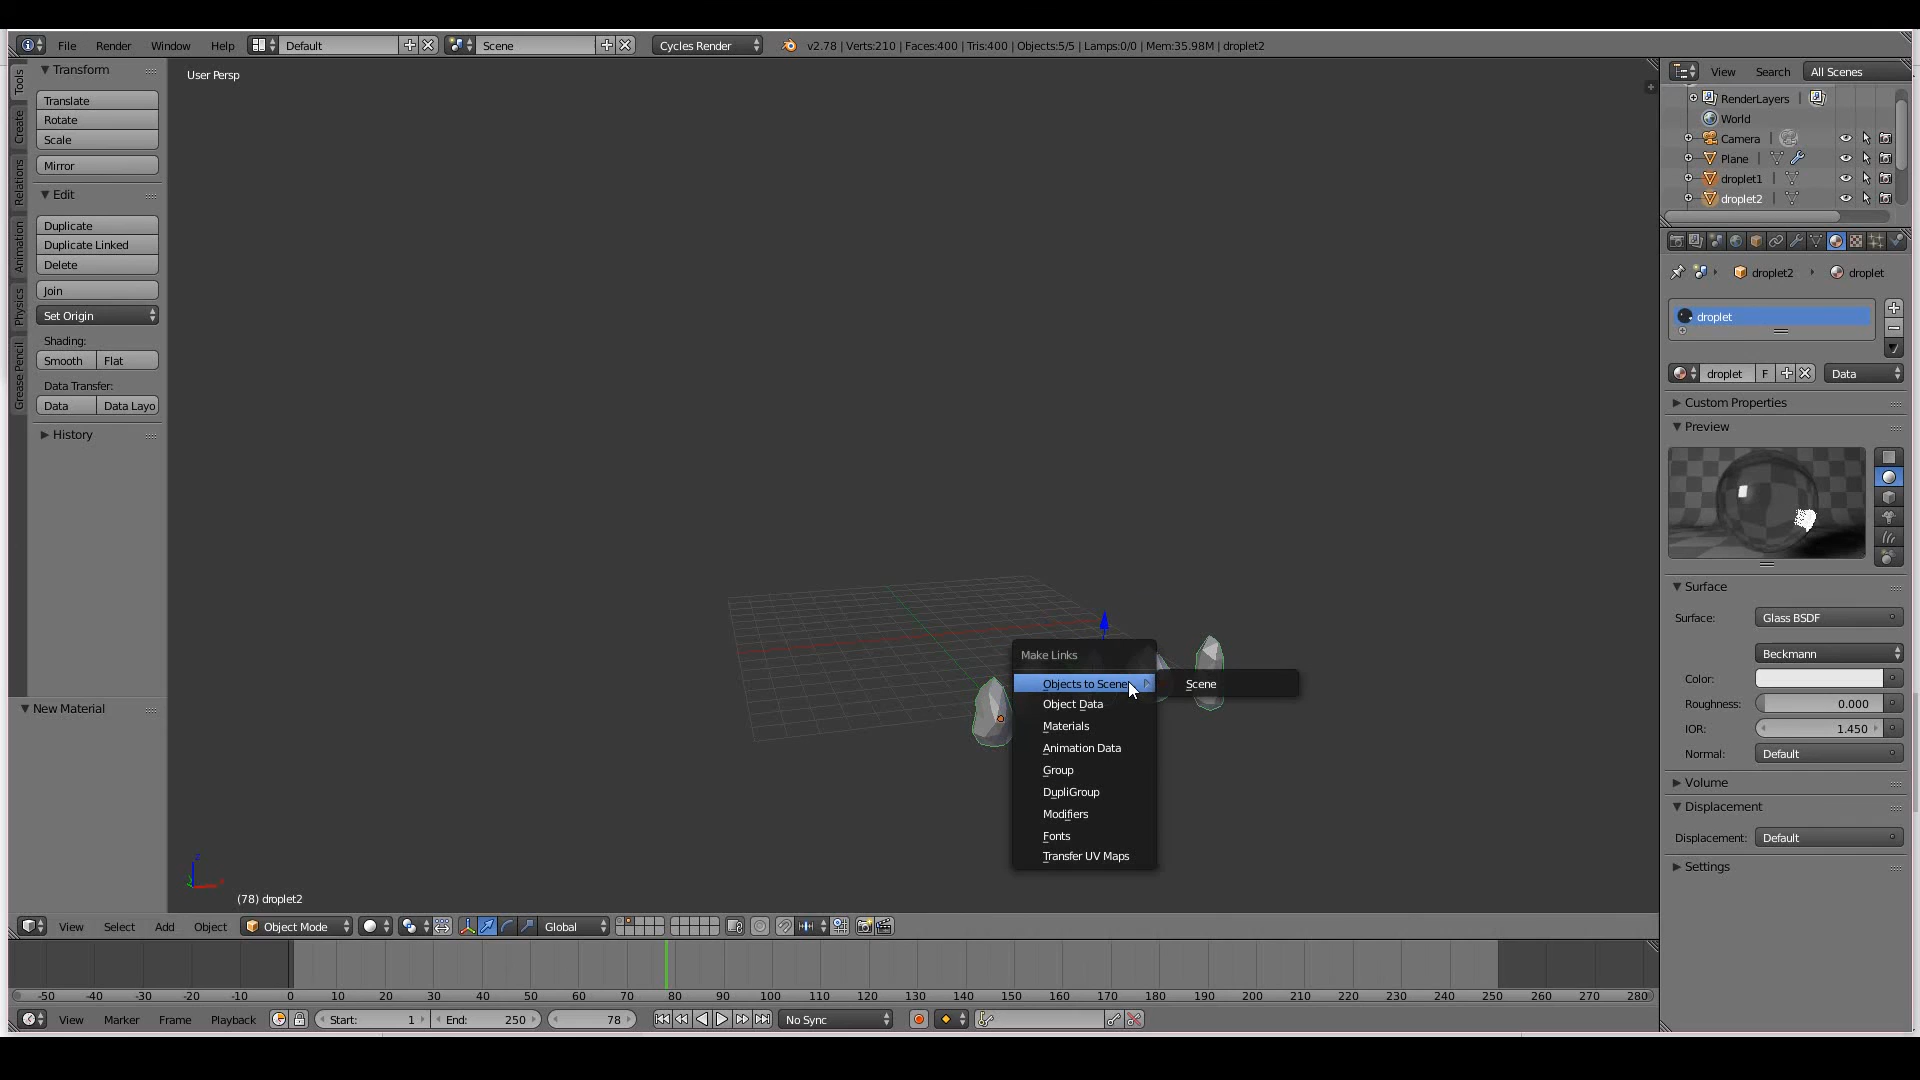 File Render Window Help Default Scene Cycles Render v2.78 | Verts:210 | Faces:400 | Tris:400 | Objects:5/5 | Lamps:0/0 | Mem:35.98M | droplet2
Tools
Create
Relations
Animation
Physics
Grease Pencil
Transform
Translate
Rotate
Scale
Mirror
Edit
Duplicate
Duplicate Linked
Delete
Join
Set Origin
Shading:
Smooth Flat
Data Transfer:
Data Data Layo
History
New Material
User Persp
Make Links
Objects to Scene
Scene
Object Data
Materials
Animation Data
Group
DupliGroup
Modifiers
Fonts
Transfer UV Maps
z
(78) droplet2
View Select Add Object Object Mode Global
-50 -40 -30 -20 -10 0 10 20 30 40 50 60 70 80 90 100 110 120 130 140 150 160 170 180 190 200 210 220 230 240 250 260 270 280
View Marker Frame Playback Start: 1 End: 250 78 No Sync
View Search All Scenes
RenderLayers
World
Camera
Plane
droplet1
droplet2
droplet2 droplet
droplet
droplet F Data
Custom Properties
Preview
Surface
Surface: Glass BSDF
Beckmann
Color:
Roughness: 0.000
IOR: 1.450
Normal: Default
Volume
Displacement
Displacement: Default
Settings